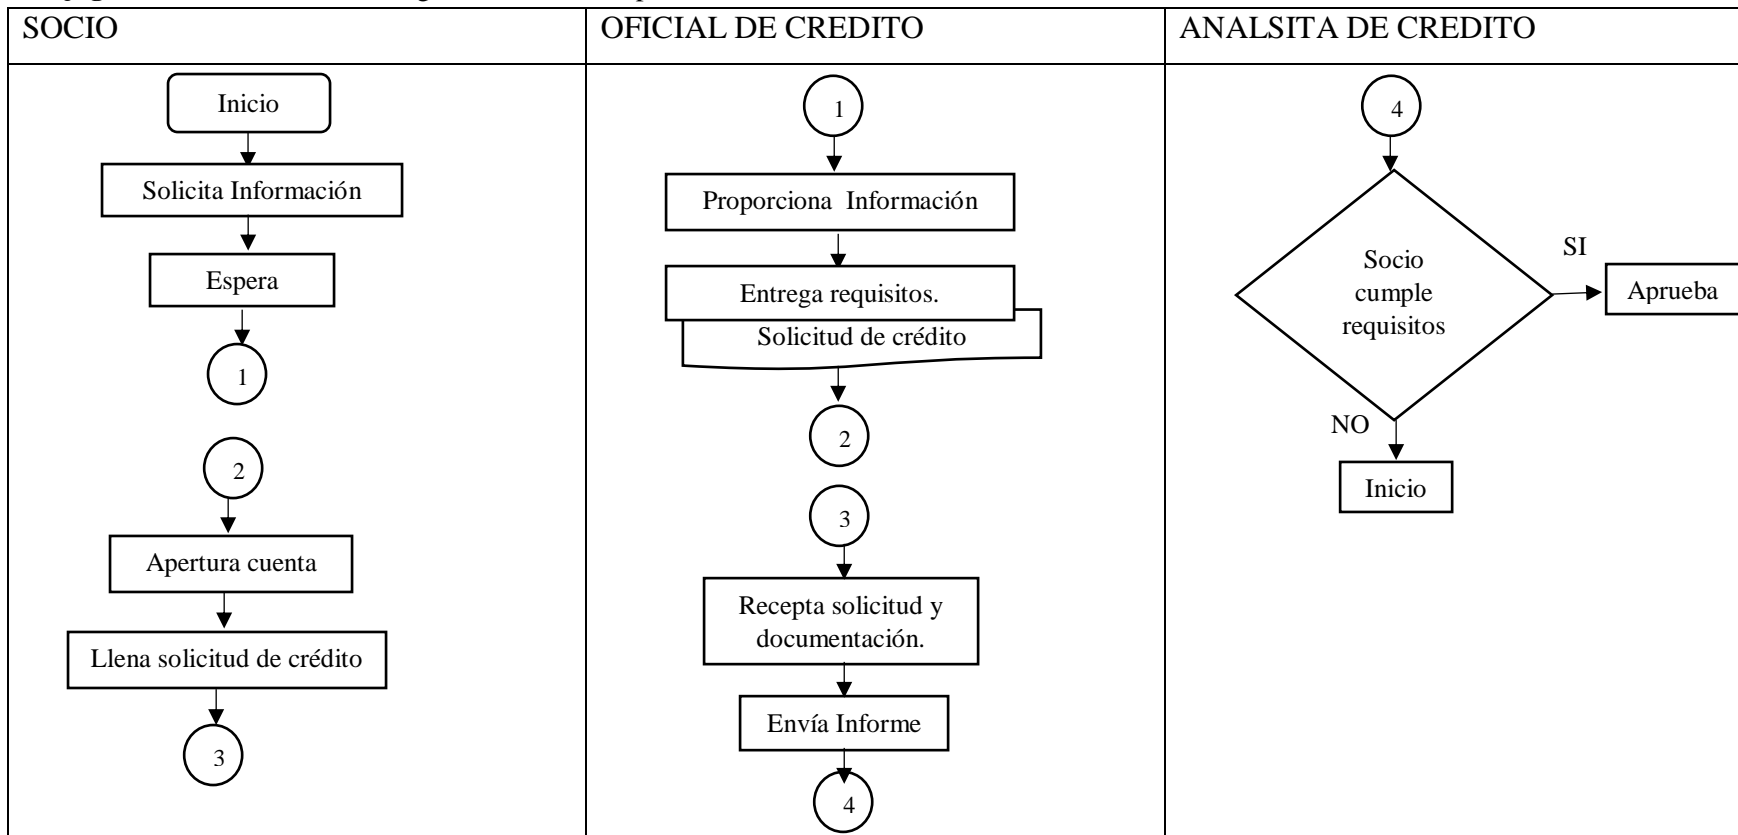 SOCIO
OFICIAL DE CREDITO
ANALSITA DE CREDITO
Inicio
Solicita Información
Espera
1
2
Apertura cuenta
Llena solicitud de crédito
3
1
Proporciona Información
Entrega requisitos.
Solicitud de crédito
2
3
Recepta solicitud y
documentación.
Envía Informe
4
4
Socio
cumple
requisitos
SI
Aprueba
NO
Inicio